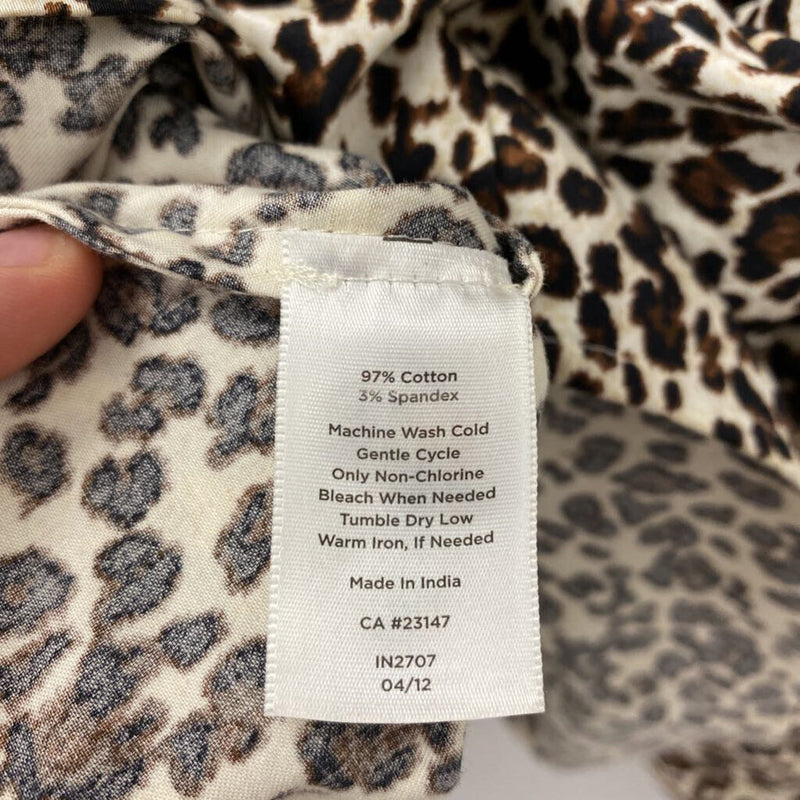 97% Cotton
3% Spandex
Machine Wash Cold
Gentle Cycle
Only Non-Chlorine
Bleach When Needed
Tumble Dry Low
Warm Iron, If Needed
Made In India
CA #23147
IN2707
04/12